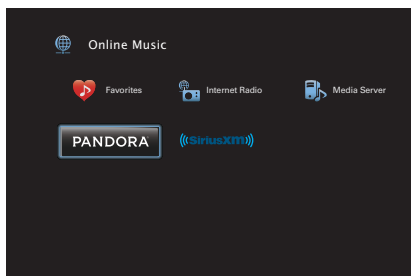 Online Music
Favorites
Internet Radio
Media Server
PANDORA
((SiriusXM))